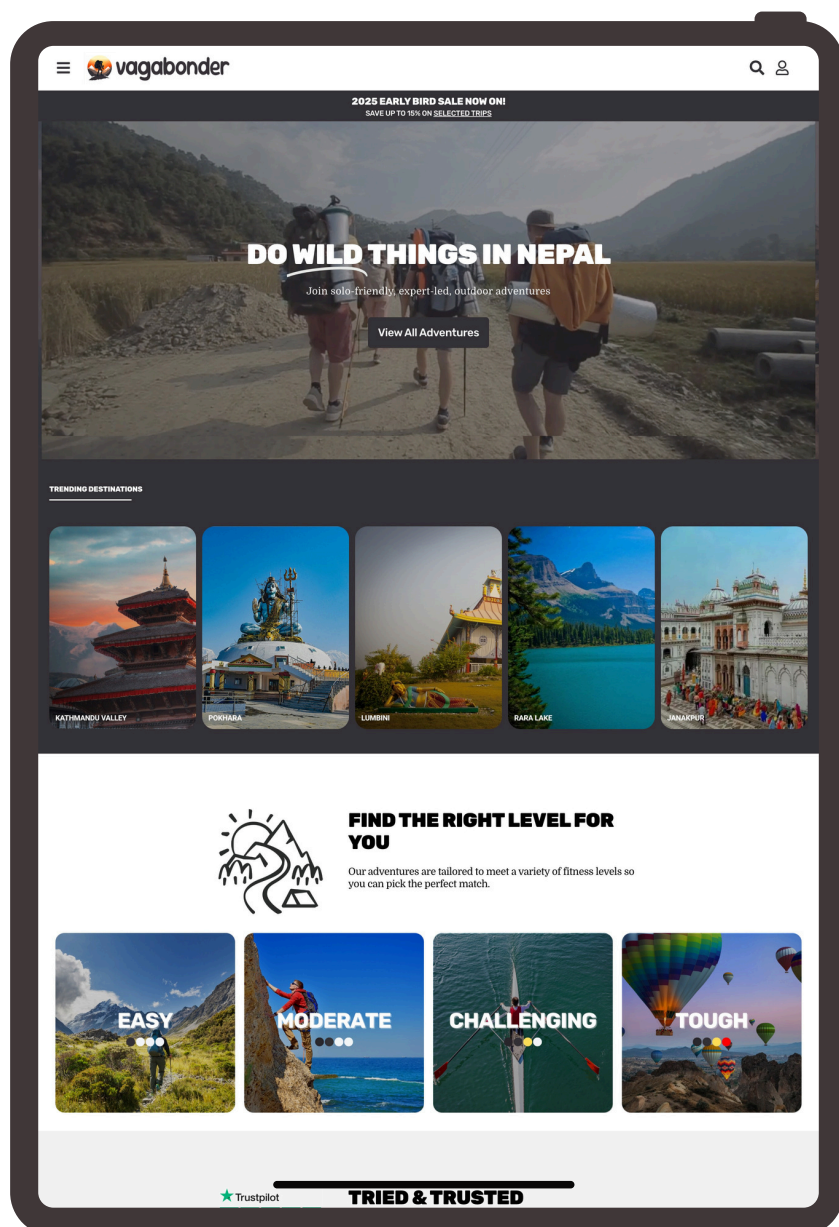 vagabonder
2025 EARLY BIRD SALE NOW ON!
SAVE UP TO 15% ON SELECTED TRIPS
DO WILD THINGS IN NEPAL
Join solo-friendly, expert-led, outdoor adventures
View All Adventures
TRENDING DESTINATIONS
KATHMANDU VALLEY
POKHARA
LUMBINI
RARA LAKE
JANAKPUR
FIND THE RIGHT LEVEL FOR
YOU
Our adventures are tailored to meet a variety of fitness levels so
you can pick the perfect match.
EASY
MODERATE
CHALLENGING
TOUGH
Trustpilot
TRIED & TRUSTED